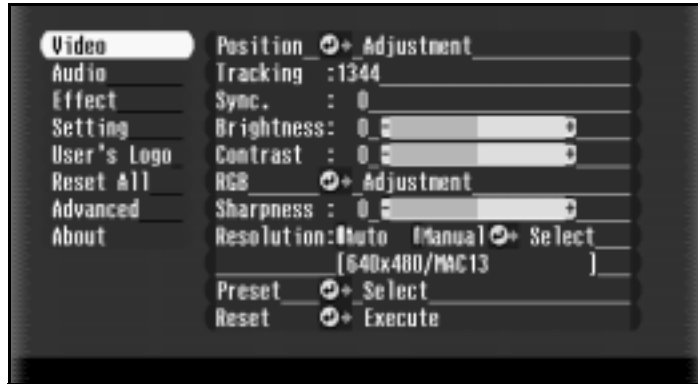 Video
Audio
Effect
Setting
User's Logo
Reset All
Advanced
About
Position Adjustment
Tracking :1344
Sync. : 0
Brightness: 0 - +
Contrast : 0 - +
RGB Adjustment
Sharpness : 0 - +
Resolution: Auto Manual Select
[640x480/MAC13 ]
Preset Select
Reset Execute